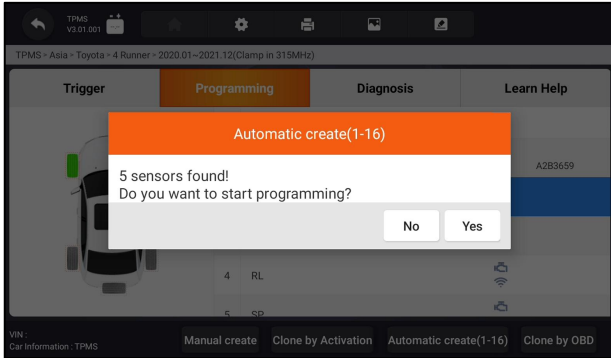 TPMS
V3.01.001
TPMS > Asia > Toyota > 4 Runner > 2020.01~2021.12(Clamp in 315MHz)
Trigger
Programming
Diagnosis
Learn Help
Automatic create(1-16)
5 sensors found!
Do you want to start programming?
No
Yes
A2B3659
4 RL
5 SP
VIN :
Car Information : TPMS
Manual create
Clone by Activation
Automatic create(1-16)
Clone by OBD